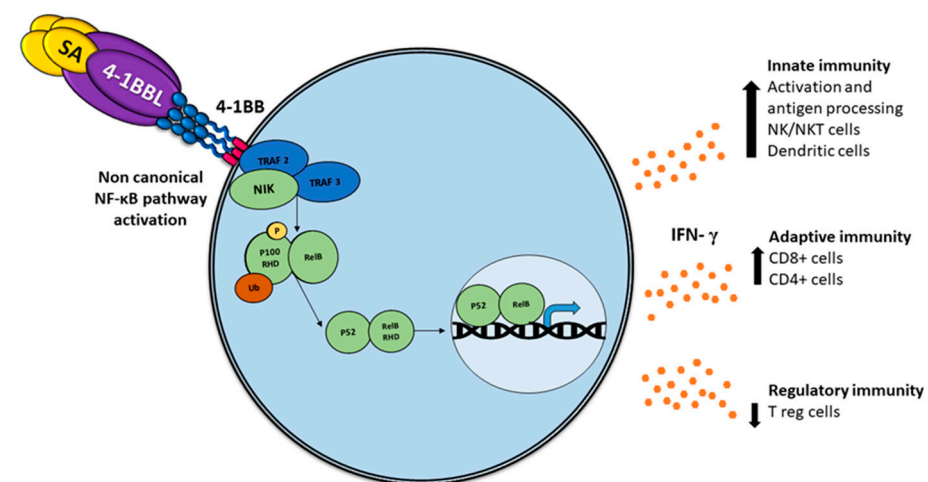 SA
4-1BBL
4-1BB
Non canonical
NF-κB pathway
activation
TRAF 2
TRAF 3
NIK
P
P100
RHD
RelB
Ub
P52
RelB
RHD
P52
RelB
Innate immunity
Activation and
antigen processing
NK/NKT cells
Dendritic cells
IFN- γ
Adaptive immunity
CD8+ cells
CD4+ cells
Regulatory immunity
T reg cells